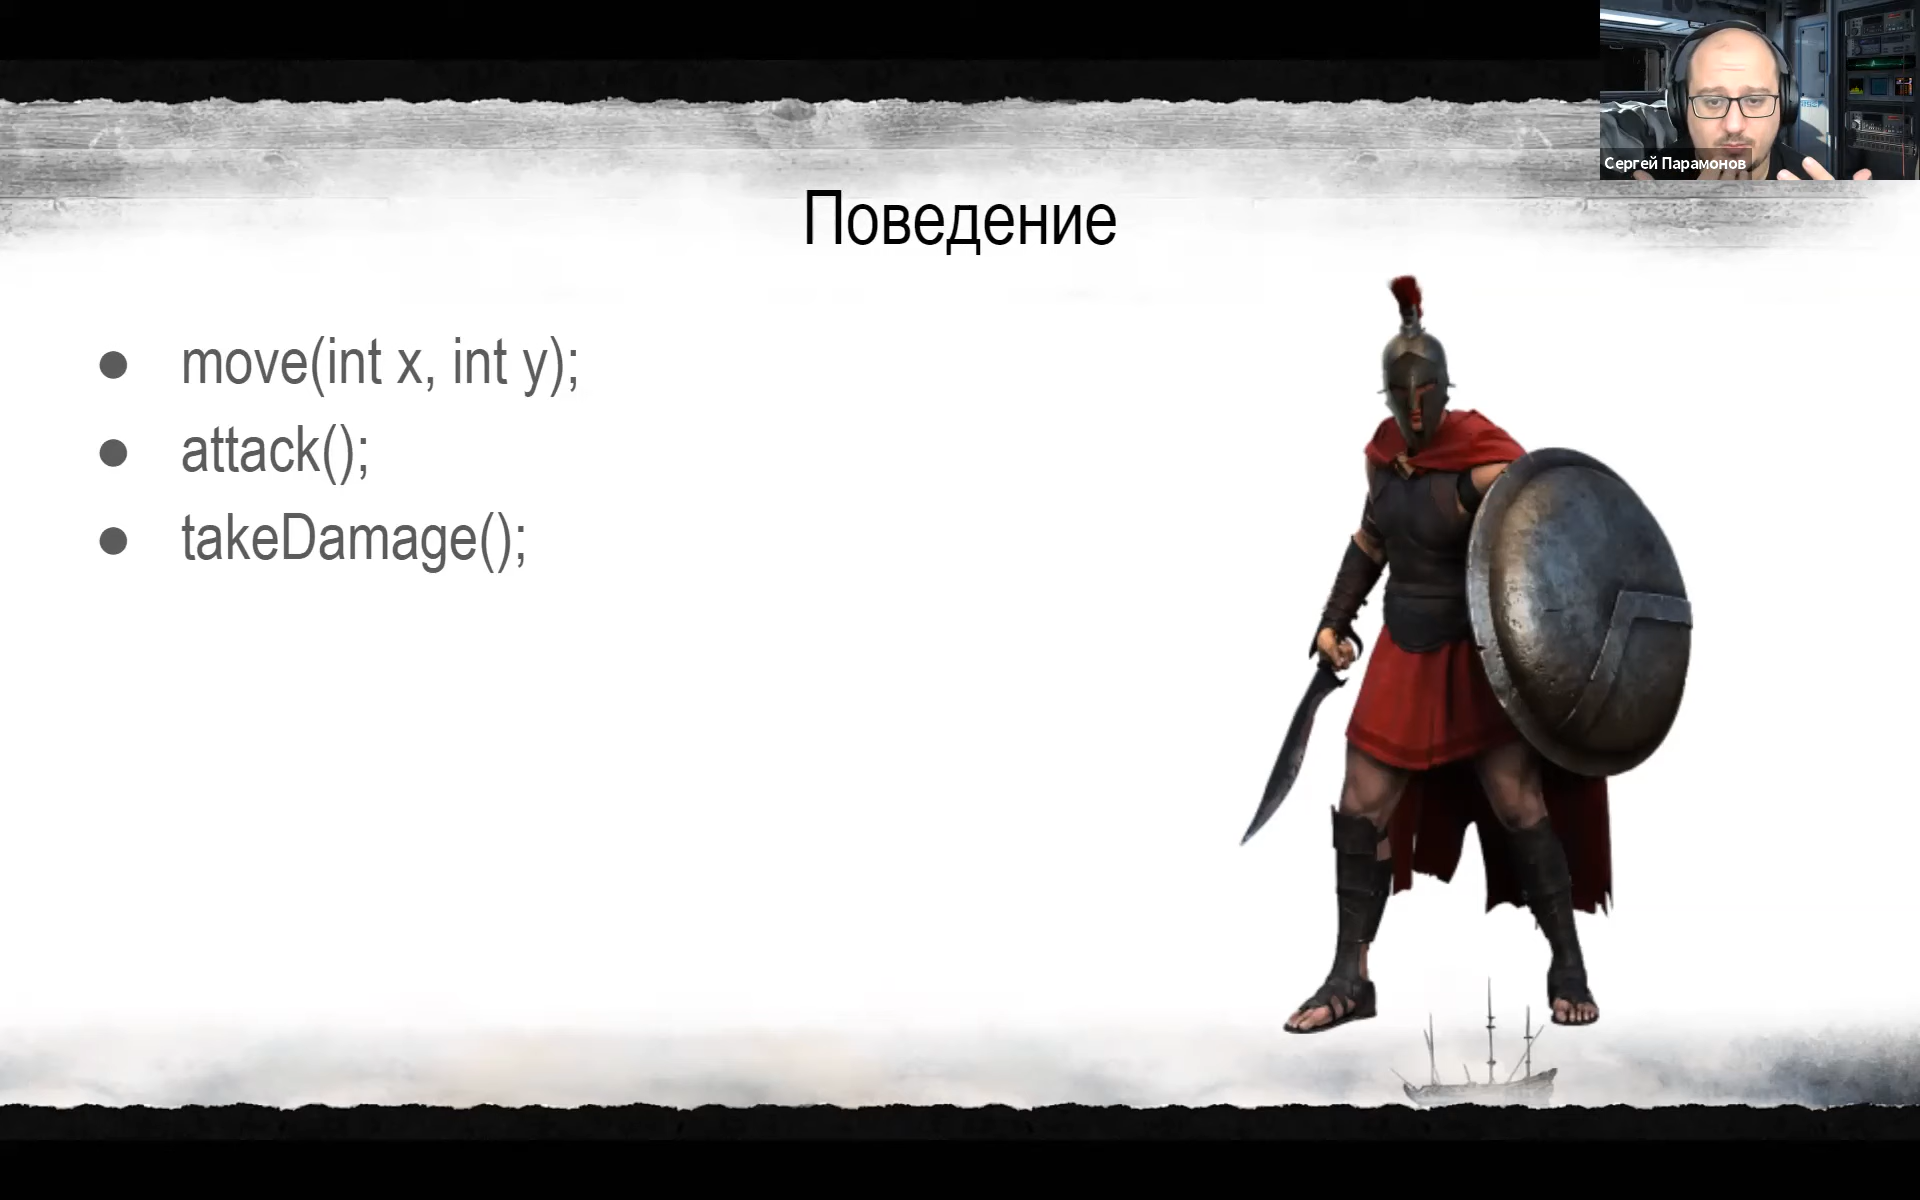 Сергей Парамонов
Поведение
● move(int x, int y);
● attack();
● takeDamage();